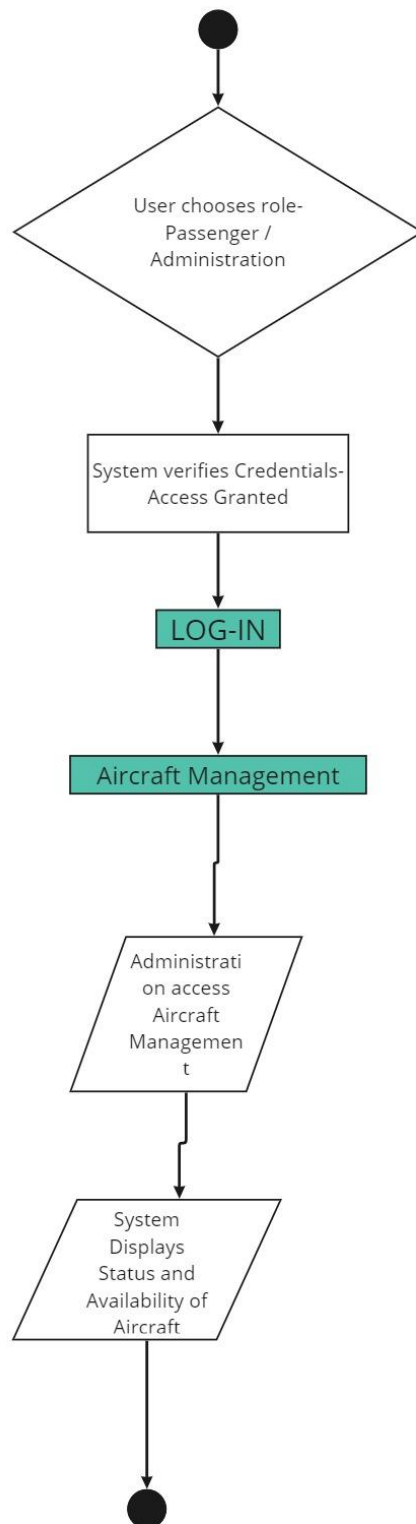 User chooses role-
Passenger /
Administration
System verifies Credentials-
Access Granted
LOG-IN
Aircraft Management
Administrati
on access
Aircraft
Managemen
t
System
Displays
Status and
Availability of
Aircraft